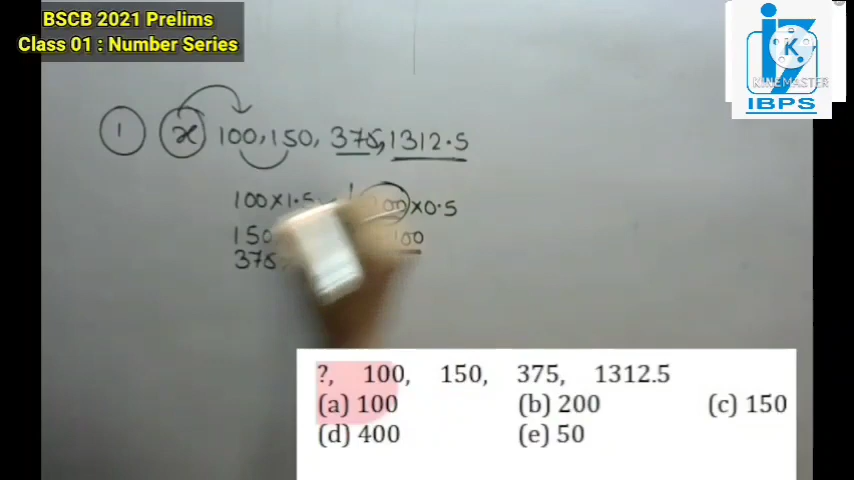 BSCB 2021 Prelims
Class 01 : Number Series
K
KINEMASTER
IBPS
1 x 100, 150, 375, 1312.5
100×1.5
×0.5
150
100
375
?, 100, 150, 375, 1312.5
(a) 100 (b) 200 (c) 150
(d) 400 (e) 50